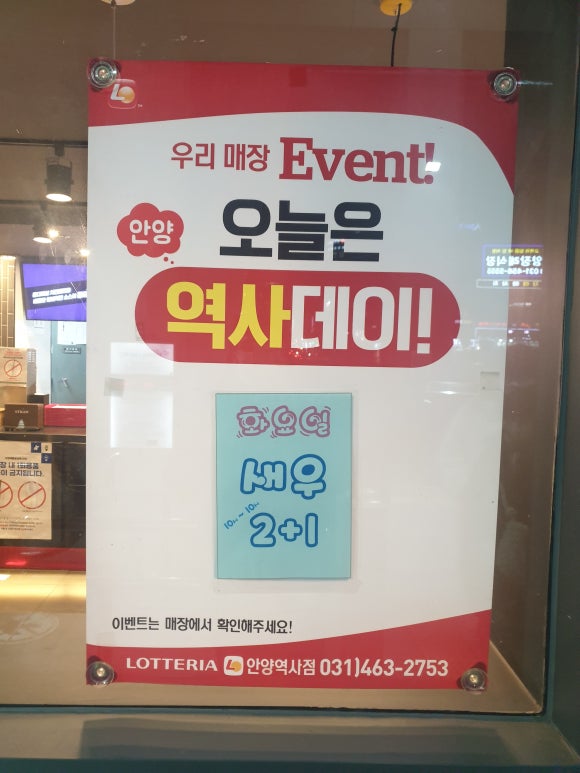 우리 매장 Event!
안양
오늘은
역사데이!
화요일
새우
2+1
이벤트는 매장에서 확인해주세요!
LOTTERIA 안양역사점 031)463-2753